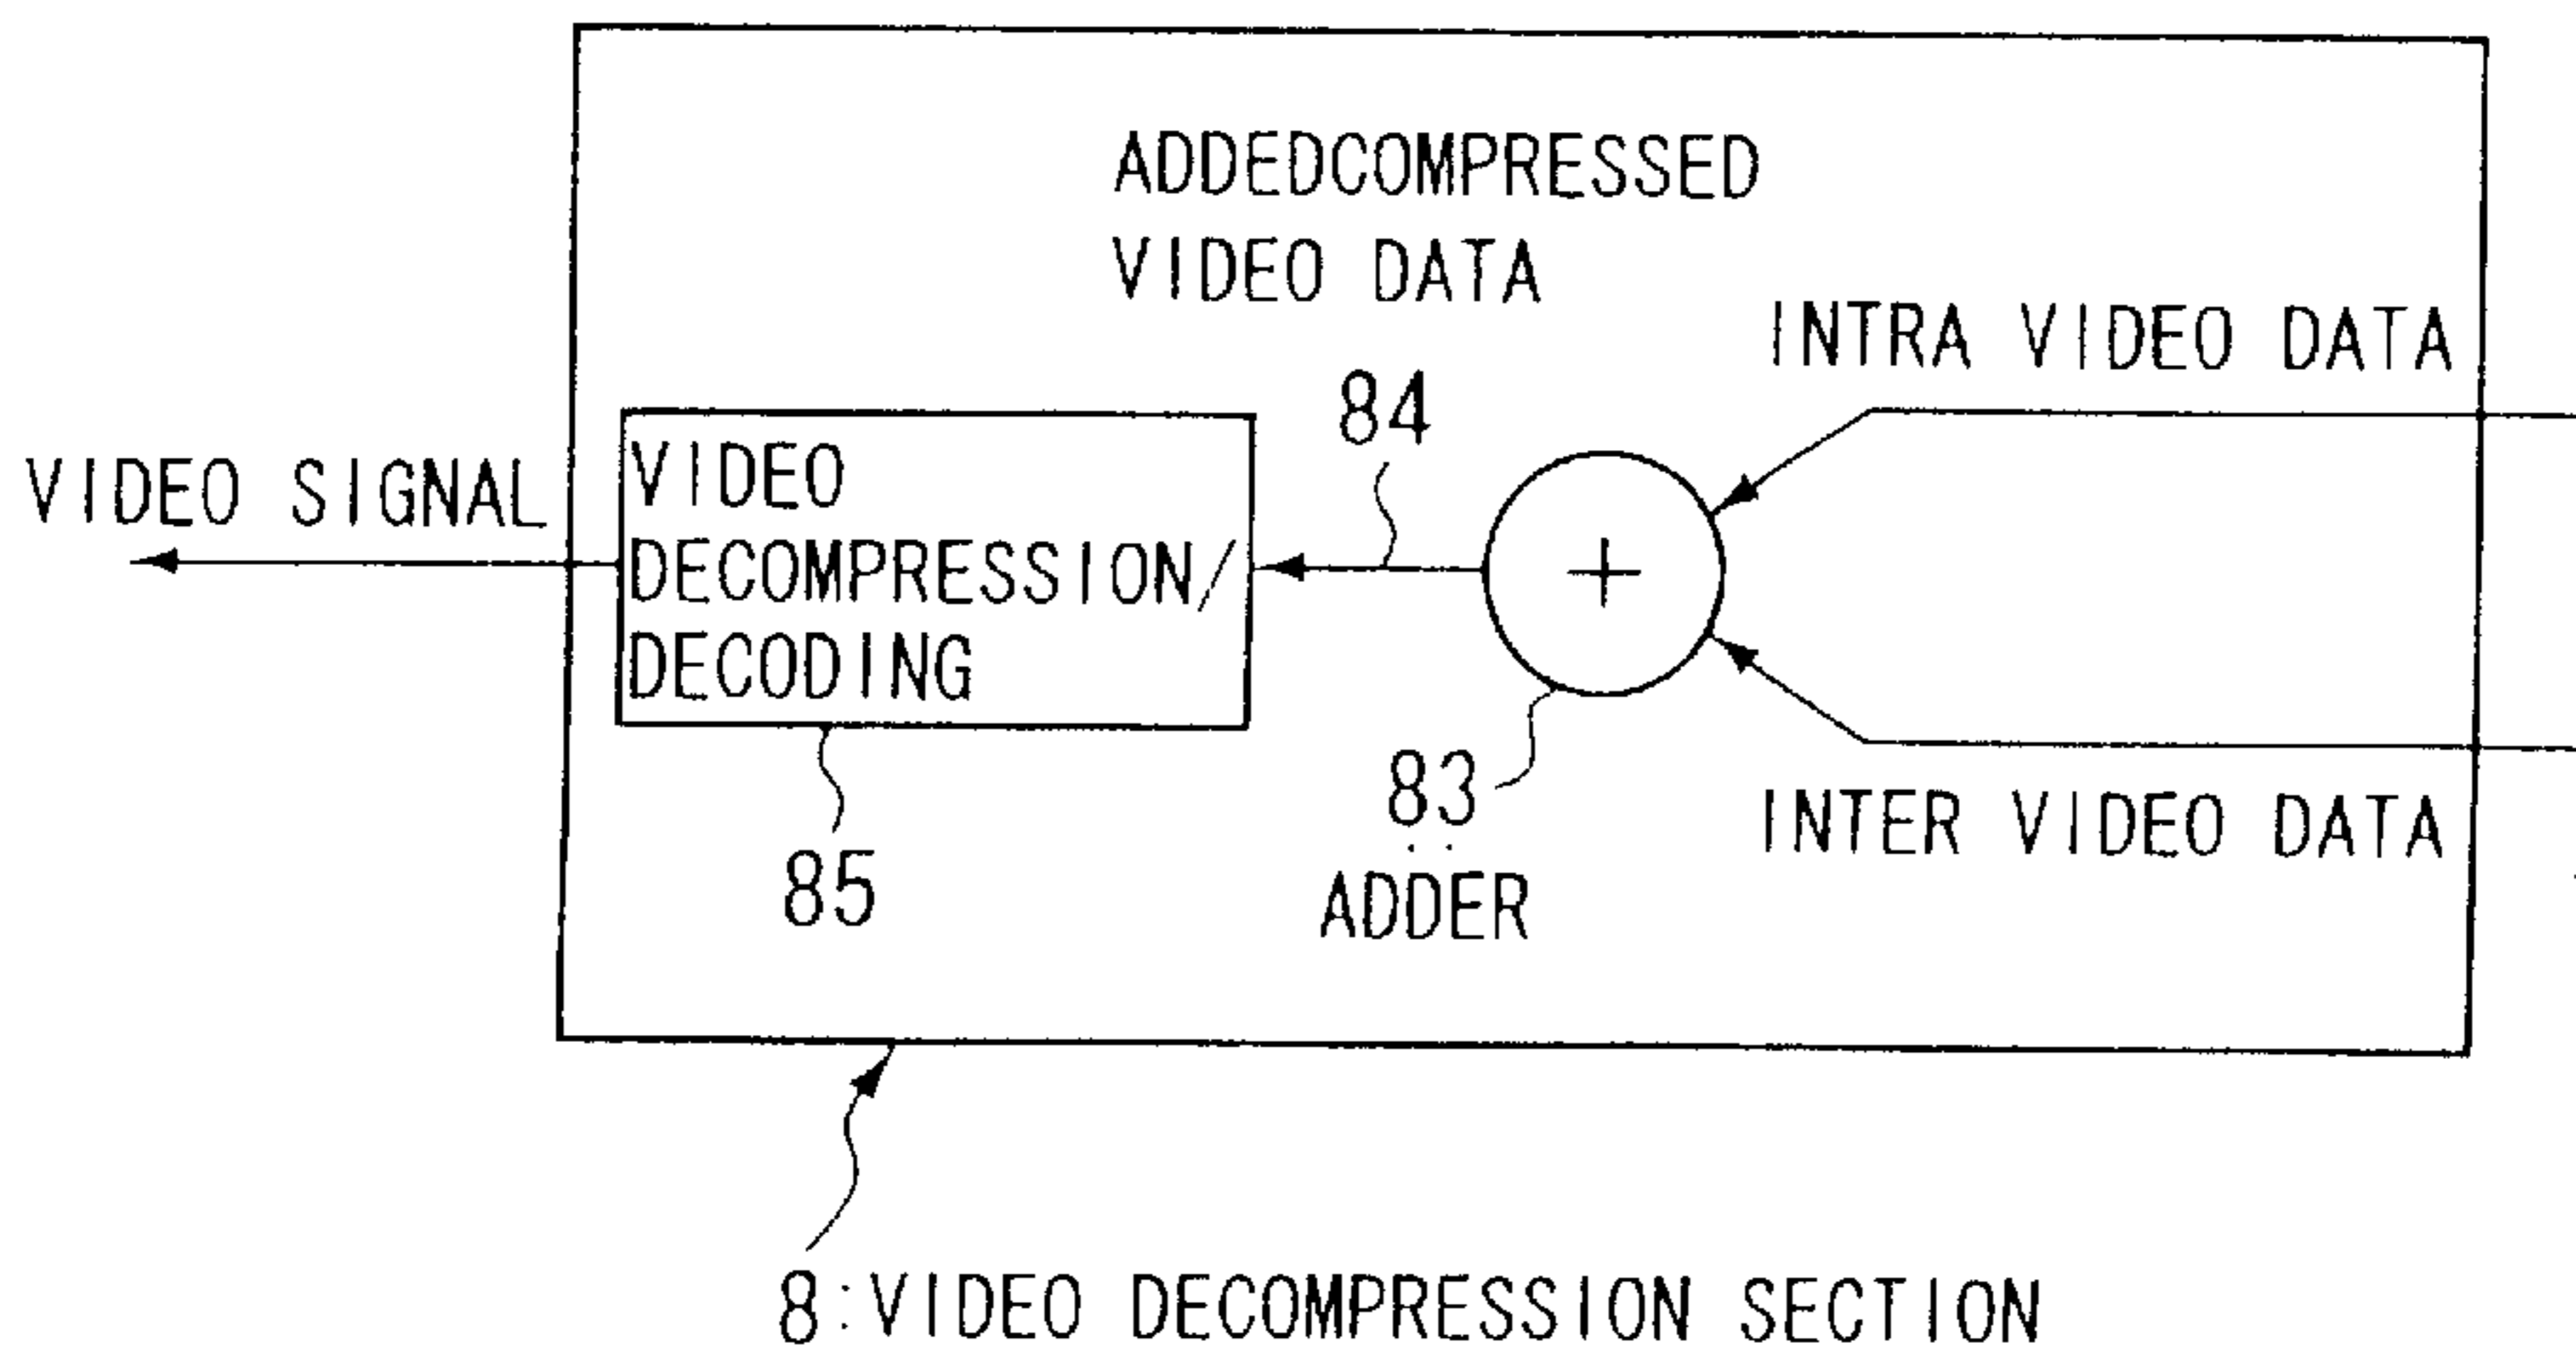 ADDEDCOMPRESSED
VIDEO DATA
INTRA VIDEO DATA
84
VIDEO SIGNAL
VIDEO
DECOMPRESSION/
DECODING
+
83
:
ADDER
INTER VIDEO DATA
85
8:VIDEO DECOMPRESSION SECTION